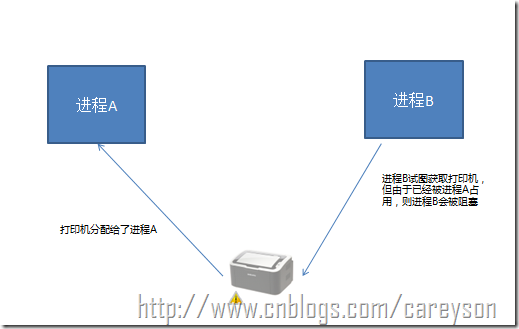 进程A
进程B
进程B试图获取打印机，
但由于已经被进程A占
用，则进程B会被阻塞
打印机分配给了进程A
http://www.cnblogs.com/careyson